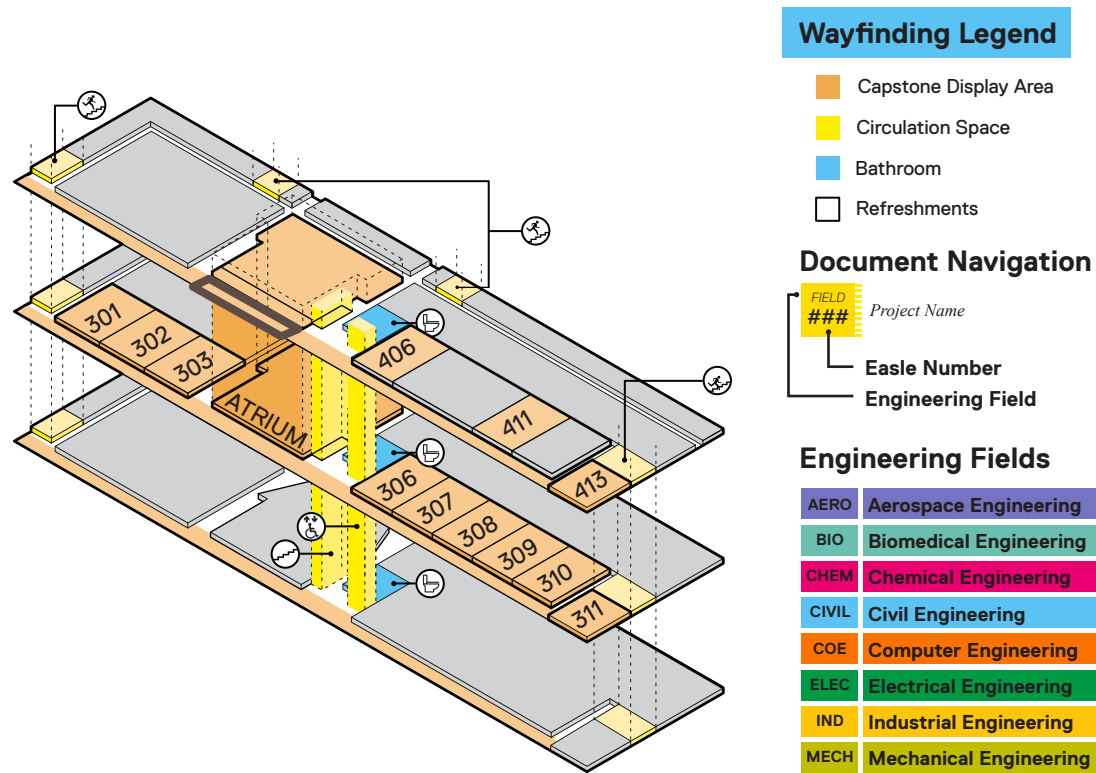 Wayfinding Legend
Capstone Display Area
Circulation Space
Bathroom
Refreshments
Document Navigation
FIELD
###
Project Name
Easle Number
Engineering Field
Engineering Fields
AERO Aerospace Engineering
BIO Biomedical Engineering
CHEM Chemical Engineering
CIVIL Civil Engineering
COE Computer Engineering
ELEC Electrical Engineering
IND Industrial Engineering
MECH Mechanical Engineering
301
302
303
406
411
413
ATRIUM
306
307
308
309
310
311